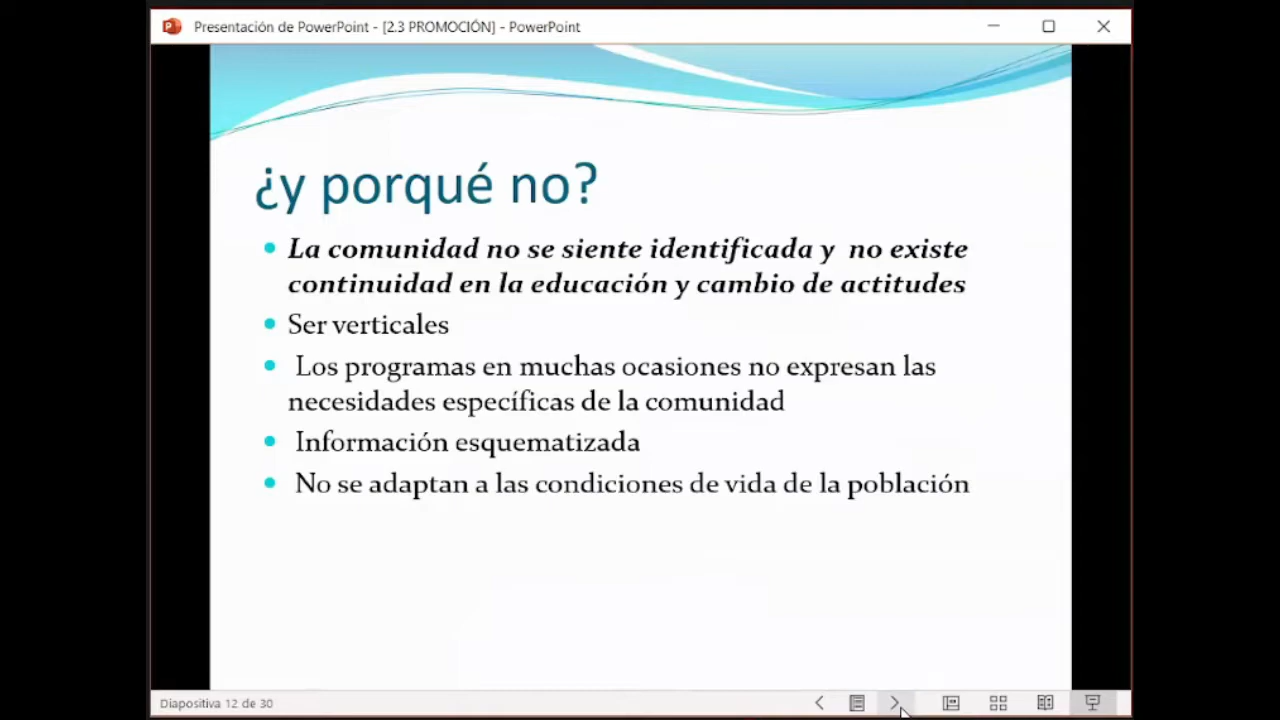 Presentación de PowerPoint - [2.3 PROMOCIÓN] - PowerPoint
¿y porqué no?
La comunidad no se siente identificada y no existe
continuidad en la educación y cambio de actitudes
Ser verticales
Los programas en muchas ocasiones no expresan las
necesidades específicas de la comunidad
Información esquematizada
No se adaptan a las condiciones de vida de la población
Diapositiva 12 de 30